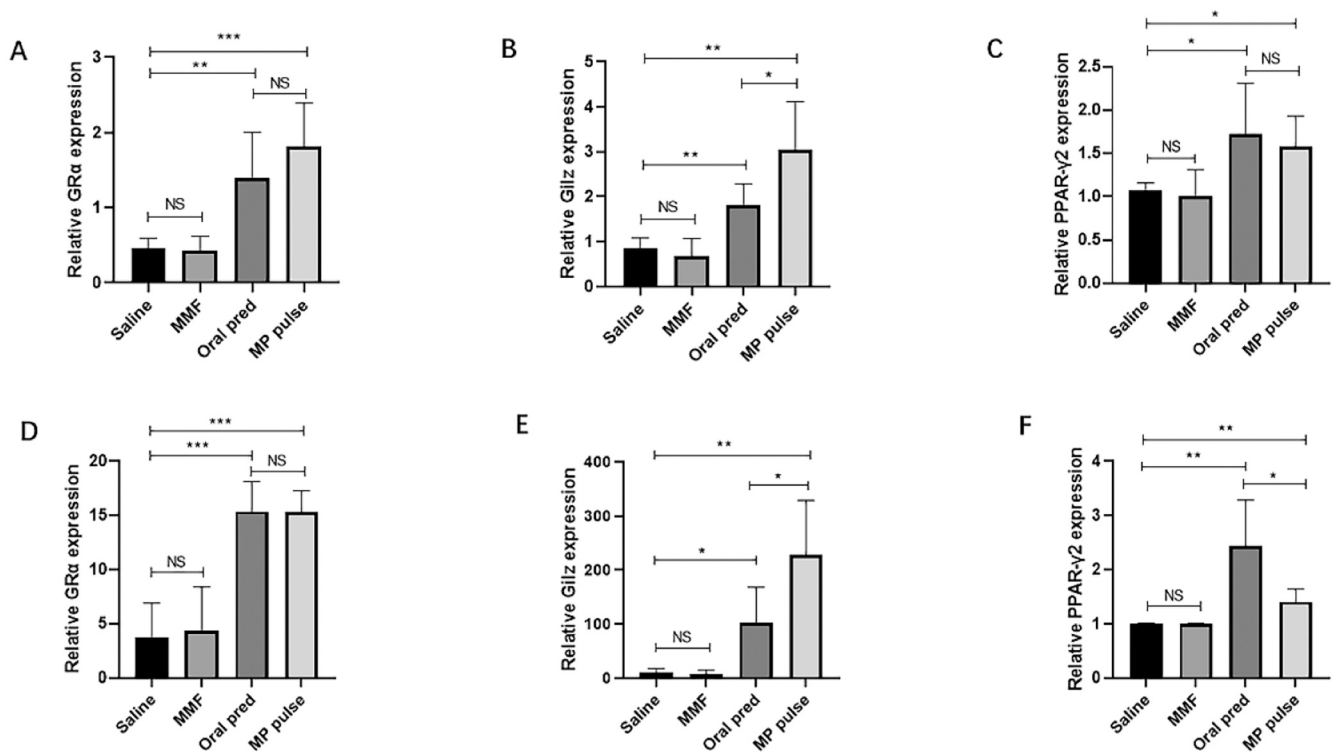 A
Relative GRα expression
***
**
NS
NS
3
2
1
0
Saline
MMF
Oral pred
MP pulse
B
Relative Gilz expression
**
*
**
NS
5
4
3
2
1
0
Saline
MMF
Oral pred
MP pulse
C
Relative PPAR-γ2 expression
*
*
NS
NS
2.5
2.0
1.5
1.0
0.5
0.0
Saline
MMF
Oral pred
MP pulse
D
Relative GRα expression
***
***
NS
NS
20
15
10
5
0
Saline
MMF
Oral pred
MP pulse
E
Relative Gilz expression
**
*
*
NS
400
300
200
100
0
Saline
MMF
Oral pred
MP pulse
F
Relative PPAR-γ2 expression
**
**
*
NS
4
3
2
1
0
Saline
MMF
Oral pred
MP pulse